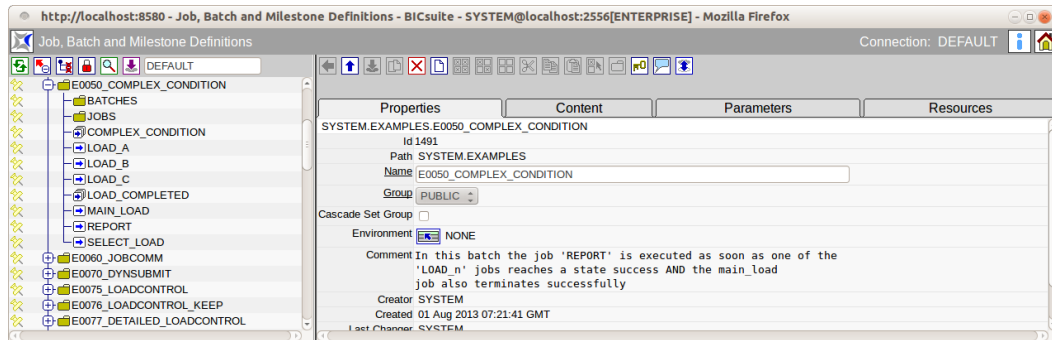 http://localhost:8580 - Job, Batch and Milestone Definitions - BICsuite - SYSTEM@localhost:2556[ENTERPRISE] - Mozilla Firefox
Job, Batch and Milestone Definitions
Connection: DEFAULT
DEFAULT
E0050_COMPLEX_CONDITION
BATCHES
JOBS
COMPLEX_CONDITION
LOAD_A
LOAD_B
LOAD_C
LOAD_COMPLETED
MAIN_LOAD
REPORT
SELECT_LOAD
E0060_JOBCOMM
E0070_DYNSUBMIT
E0075_LOADCONTROL
E0076_LOADCONTROL_KEEP
E0077_DETAILED_LOADCONTROL
Properties Content Parameters Resources
SYSTEM.EXAMPLES.E0050_COMPLEX_CONDITION
Id 1491
Path SYSTEM.EXAMPLES
Name E0050_COMPLEX_CONDITION
Group PUBLIC
Cascade Set Group
Environment NONE
Comment In this batch the job 'REPORT' is executed as soon as one of the
'LOAD_n' jobs reaches a state success AND the main_load
job also terminates successfully
Creator SYSTEM
Created 01 Aug 2013 07:21:41 GMT
Last Changer SYSTEM